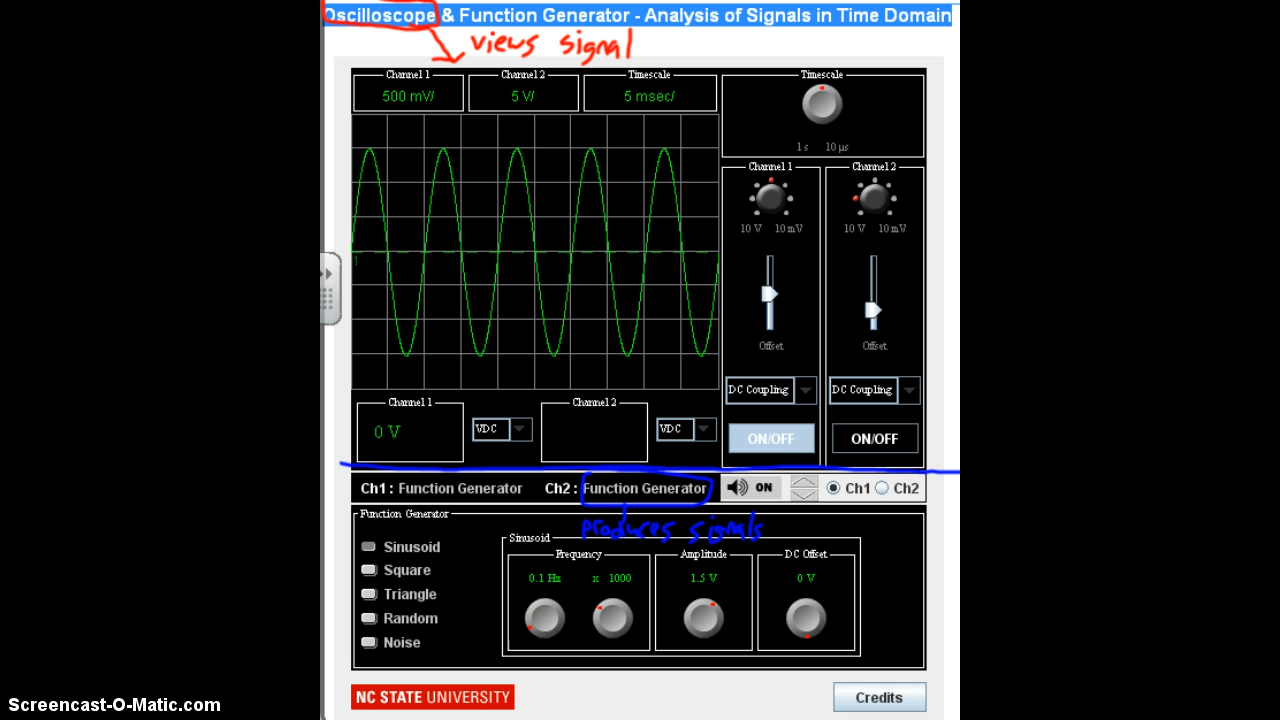 Oscilloscope & Function Generator - Analysis of Signals in Time Domain
views signal
Channel 1 Channel 2 Timescale
500 mV/ 5 V/ 5 msec/
Timescale
1 s 10 µs
Channel 1 Channel 2
10 V 10 mV 10 V 10 mV
1
Offset Offset
DC Coupling DC Coupling
ON/OFF ON/OFF
Channel 1 Channel 2
0 V VDC VDC
Ch1 : Function Generator Ch2 : Function Generator ON Ch1 Ch2
produces signals
Function Generator
Sinusoid
Square
Triangle
Random
Noise
Sinusoid
Frequency Amplitude DC Offset
0.1 Hz x 1000 1.5 V 0 V
NC STATE UNIVERSITY
Credits
Screencast-O-Matic.com